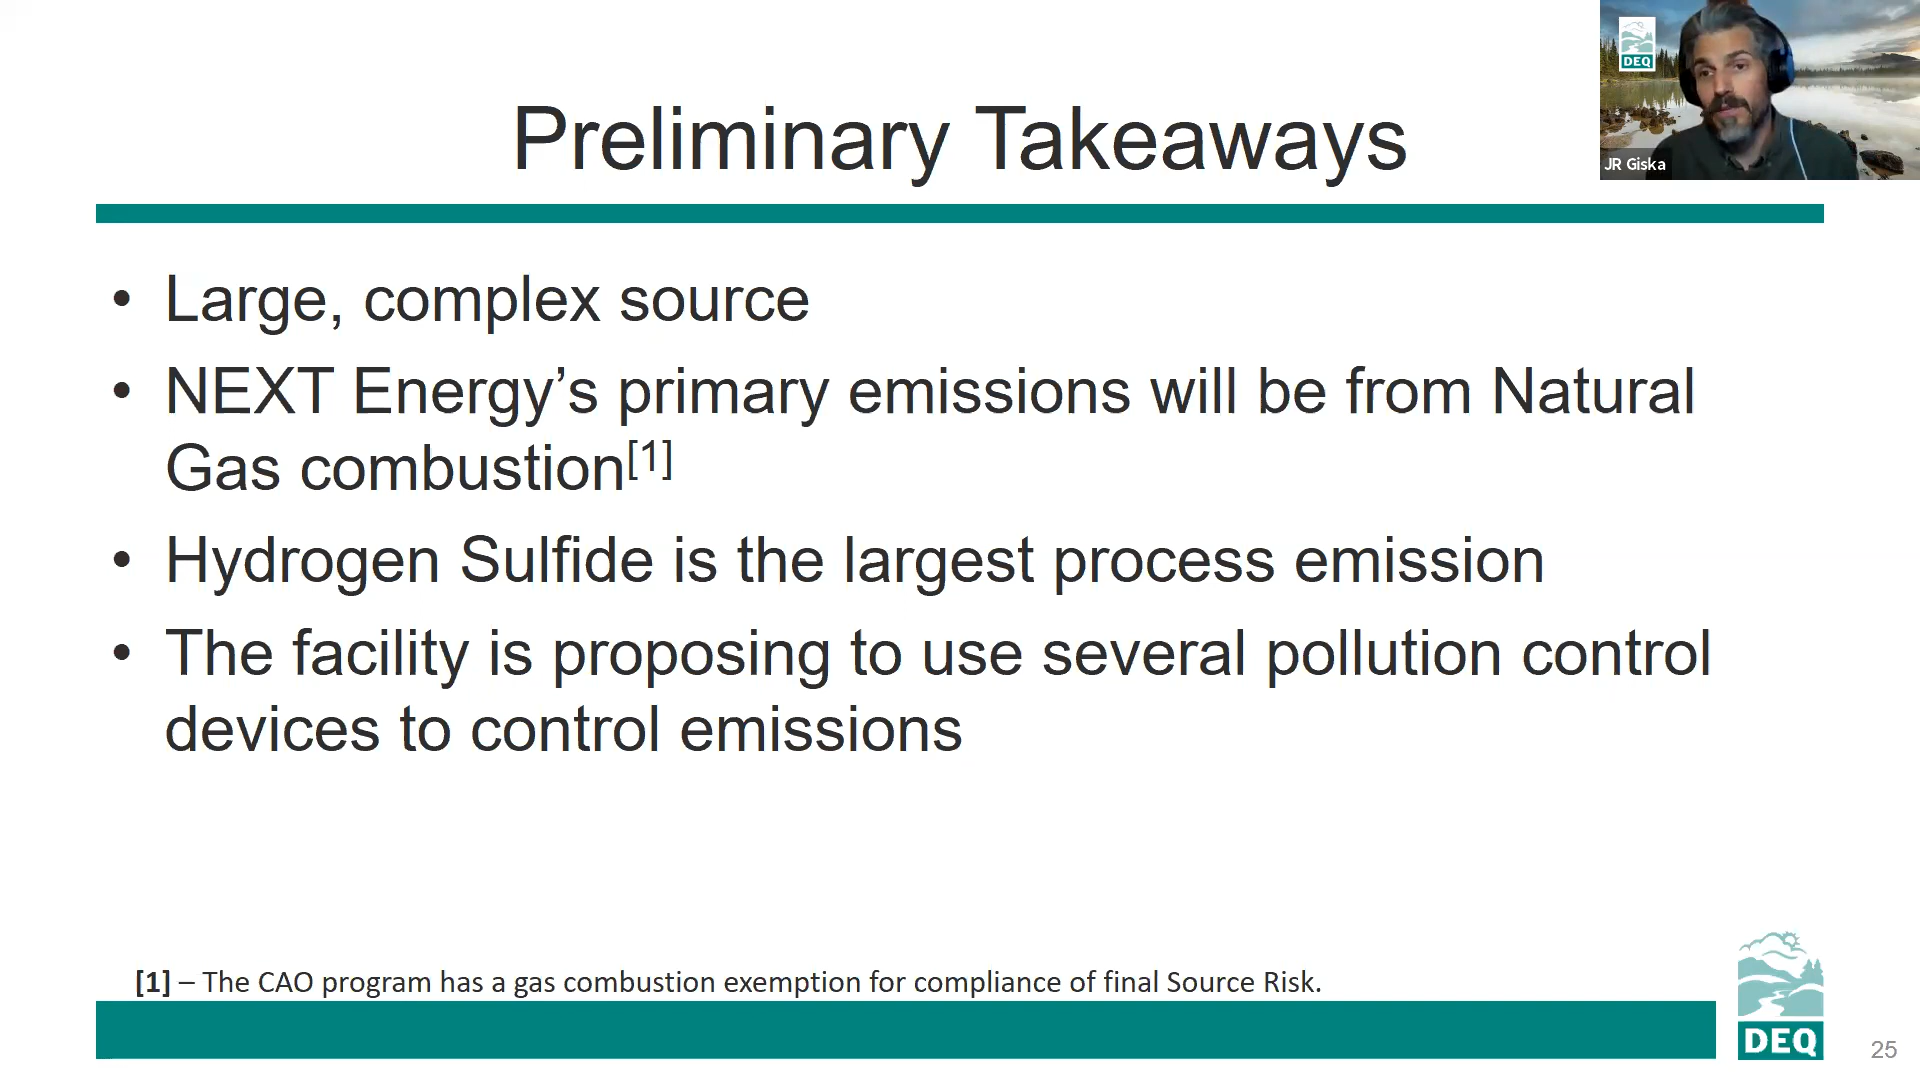 DEQ
JR Giska
Preliminary Takeaways
• Large, complex source
• NEXT Energy’s primary emissions will be from Natural
Gas combustion[1]
• Hydrogen Sulfide is the largest process emission
• The facility is proposing to use several pollution control
devices to control emissions
[1] – The CAO program has a gas combustion exemption for compliance of final Source Risk.
DEQ
25